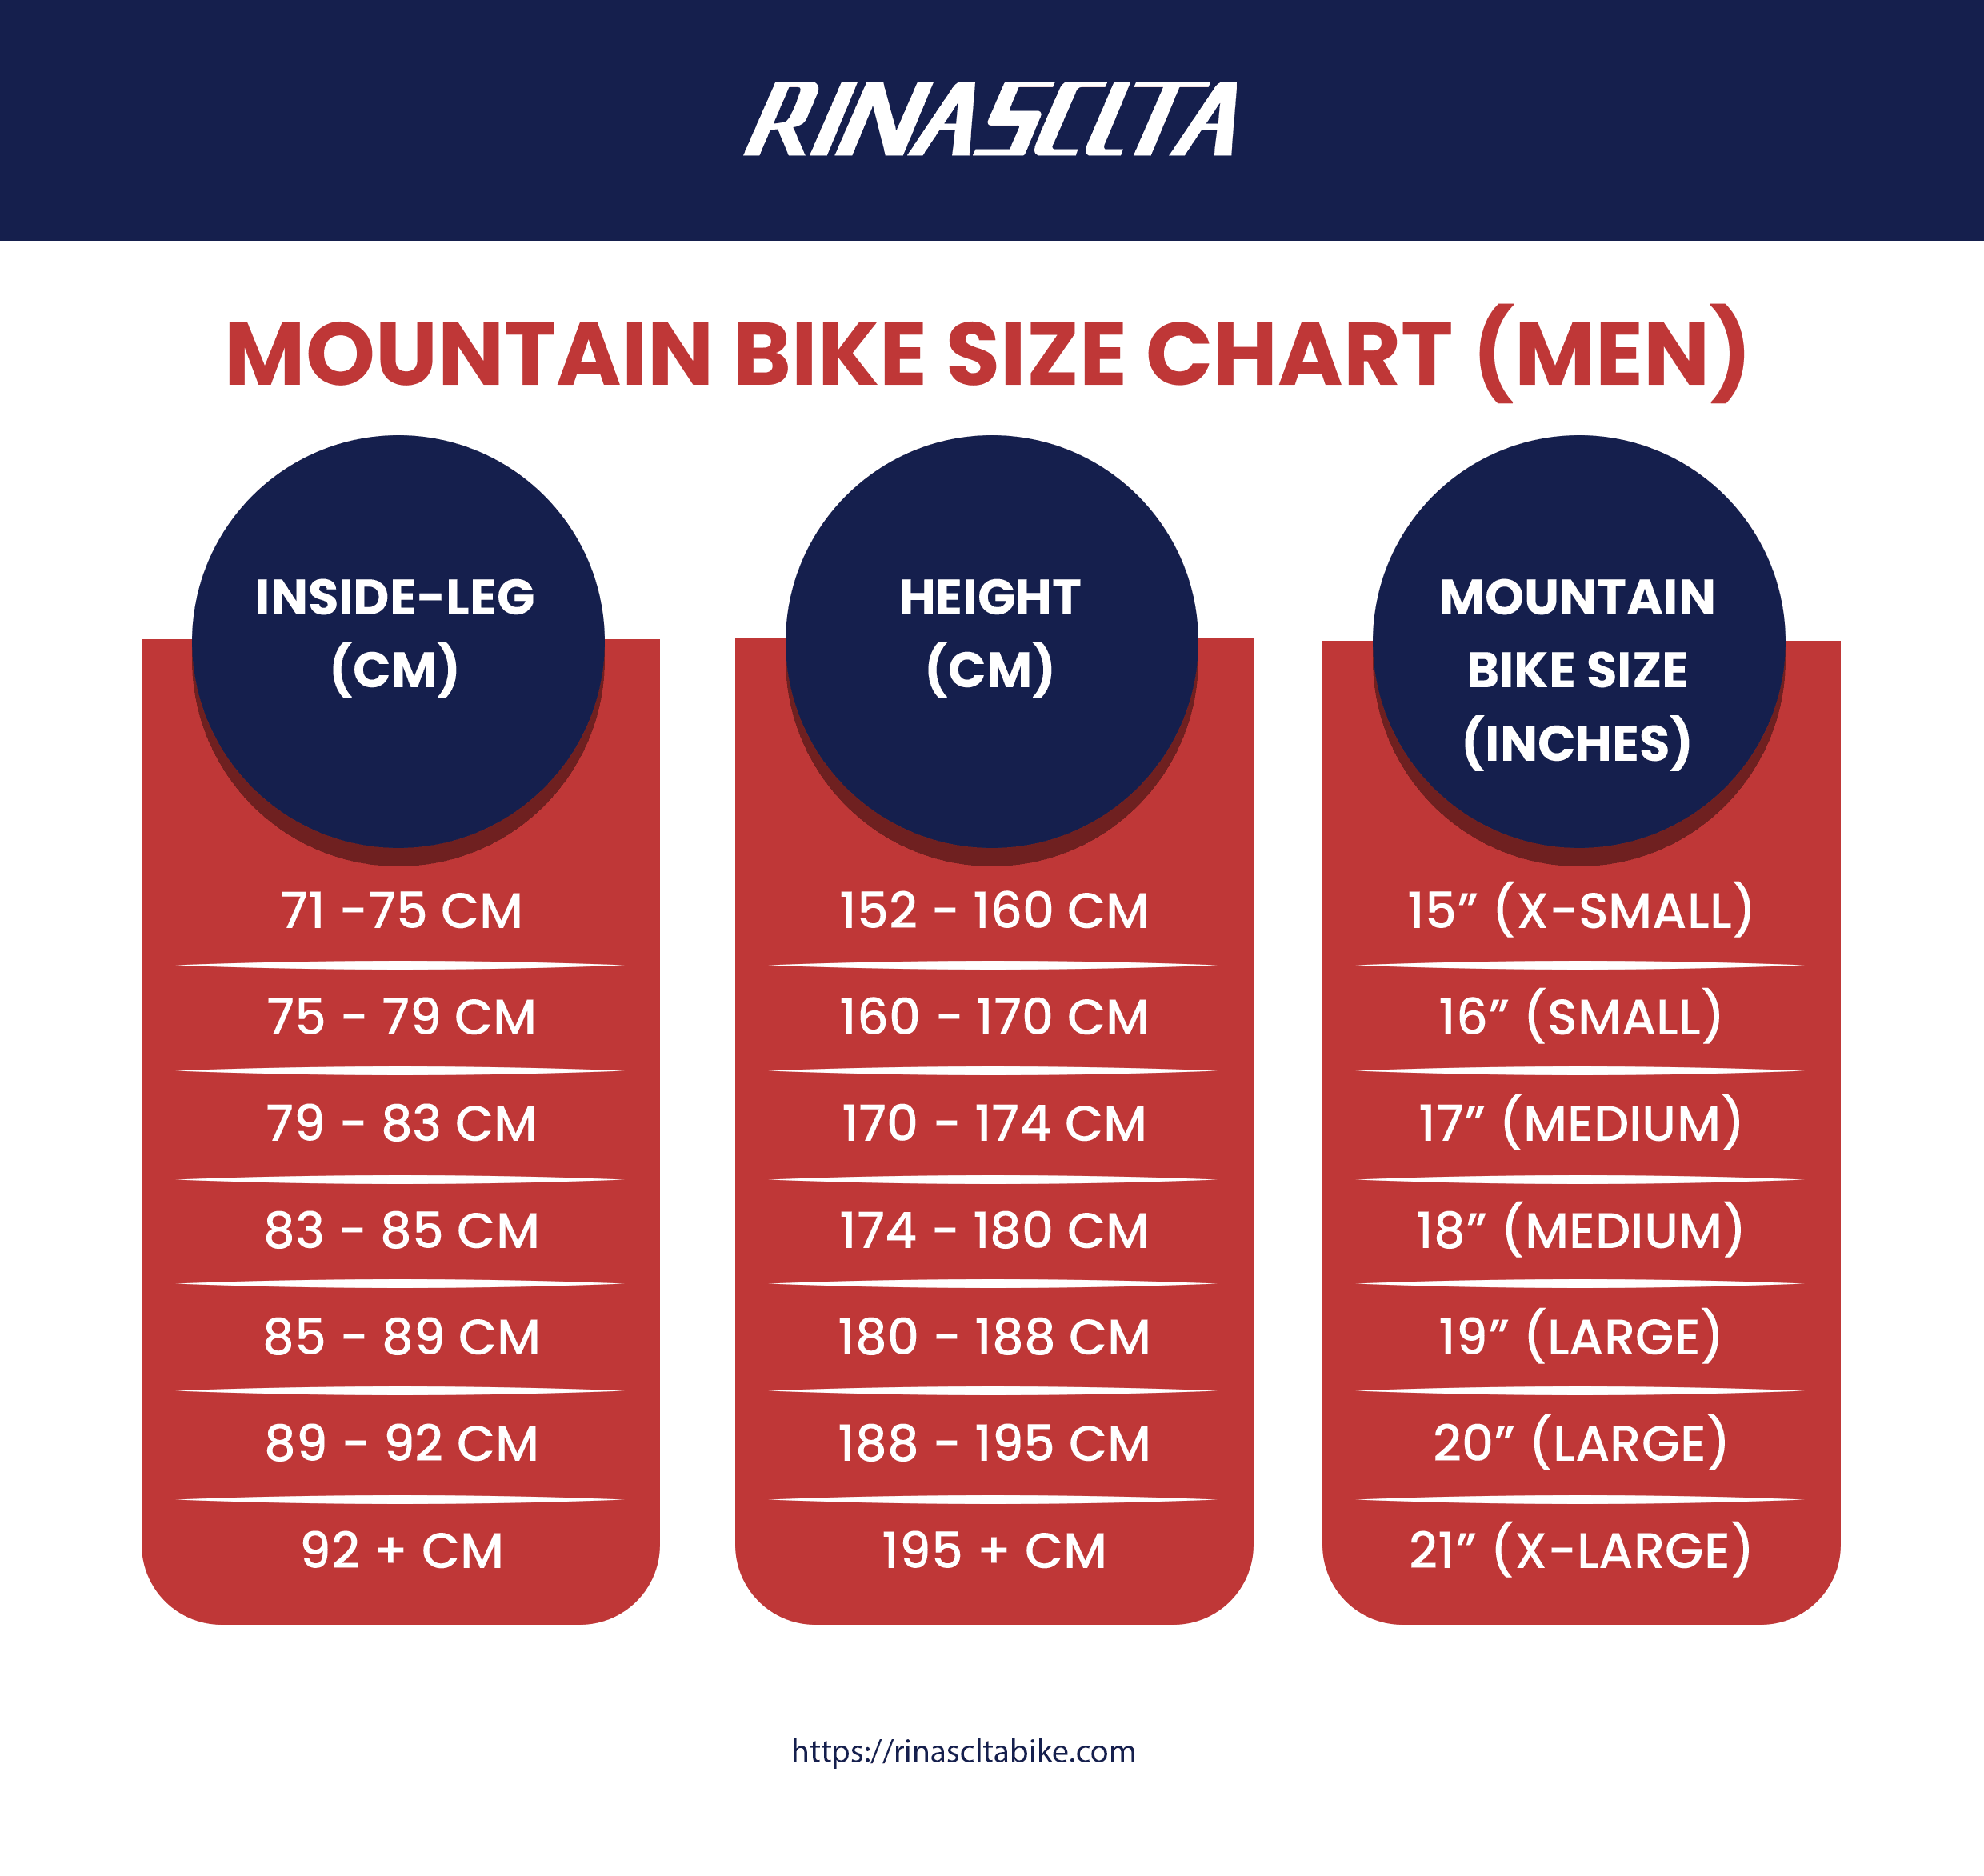 RINASCLTA
MOUNTAIN BIKE SIZE CHART (MEN)
INSIDE-LEG
(CM)
HEIGHT
(CM)
MOUNTAIN
BIKE SIZE
(INCHES)
71 -75 CM
152 - 160 CM
15” (X-SMALL)
75 - 79 CM
160 - 170 CM
16” (SMALL)
79 - 83 CM
170 - 174 CM
17” (MEDIUM)
83 - 85 CM
174 - 180 CM
18” (MEDIUM)
85 - 89 CM
180 - 188 CM
19” (LARGE)
89 - 92 CM
188 - 195 CM
20” (LARGE)
92 + CM
195 + CM
21” (X-LARGE)
https://rinascltabike.com